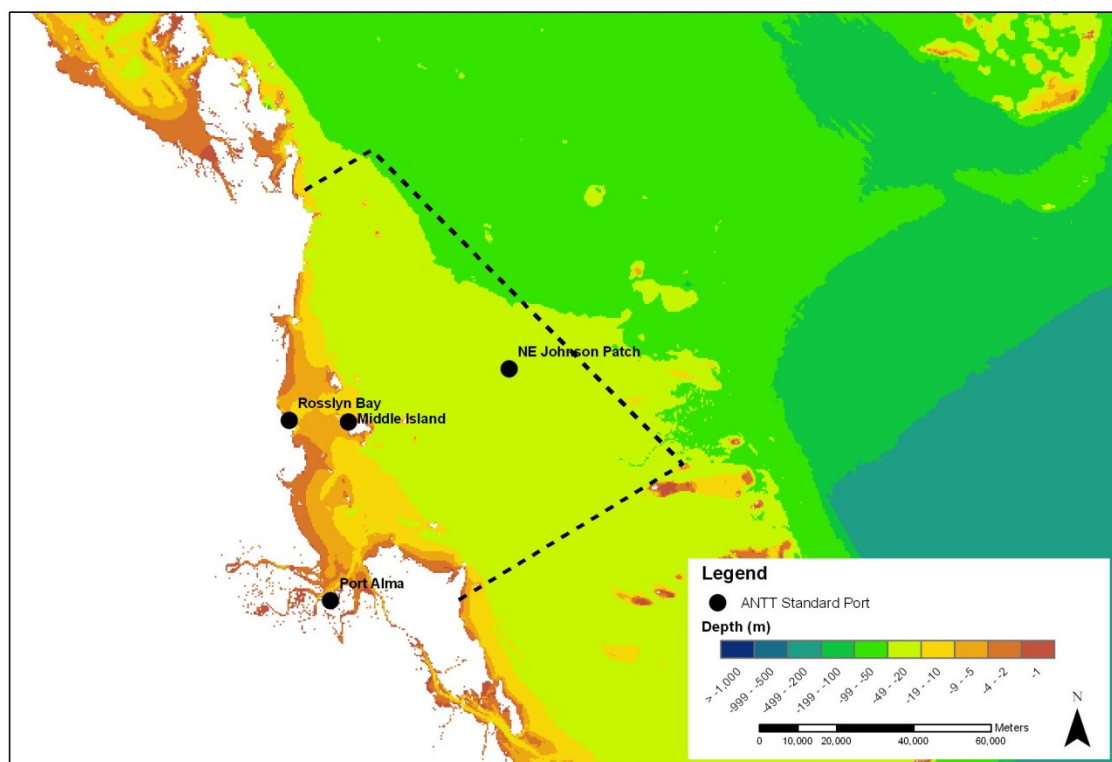 NE Johnson Patch
Rosslyn Bay
Middle Island
Port Alma
Legend
ANTT Standard Port
Depth (m)
> -1,000
-999 - -500
-499 - -200
-199 - -100
-99 - -50
-49 - -20
-19 - -10
-9 - -5
-4 - -2
-1
N
Meters
0 10,000 20,000 40,000 60,000